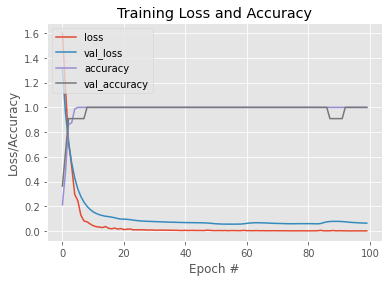 Training Loss and Accuracy
loss
val_loss
accuracy
val_accuracy
Loss/Accuracy
1.6
1.4
1.2
1.0
0.8
0.6
0.4
0.2
0.0
0 20 40 60 80 100
Epoch #